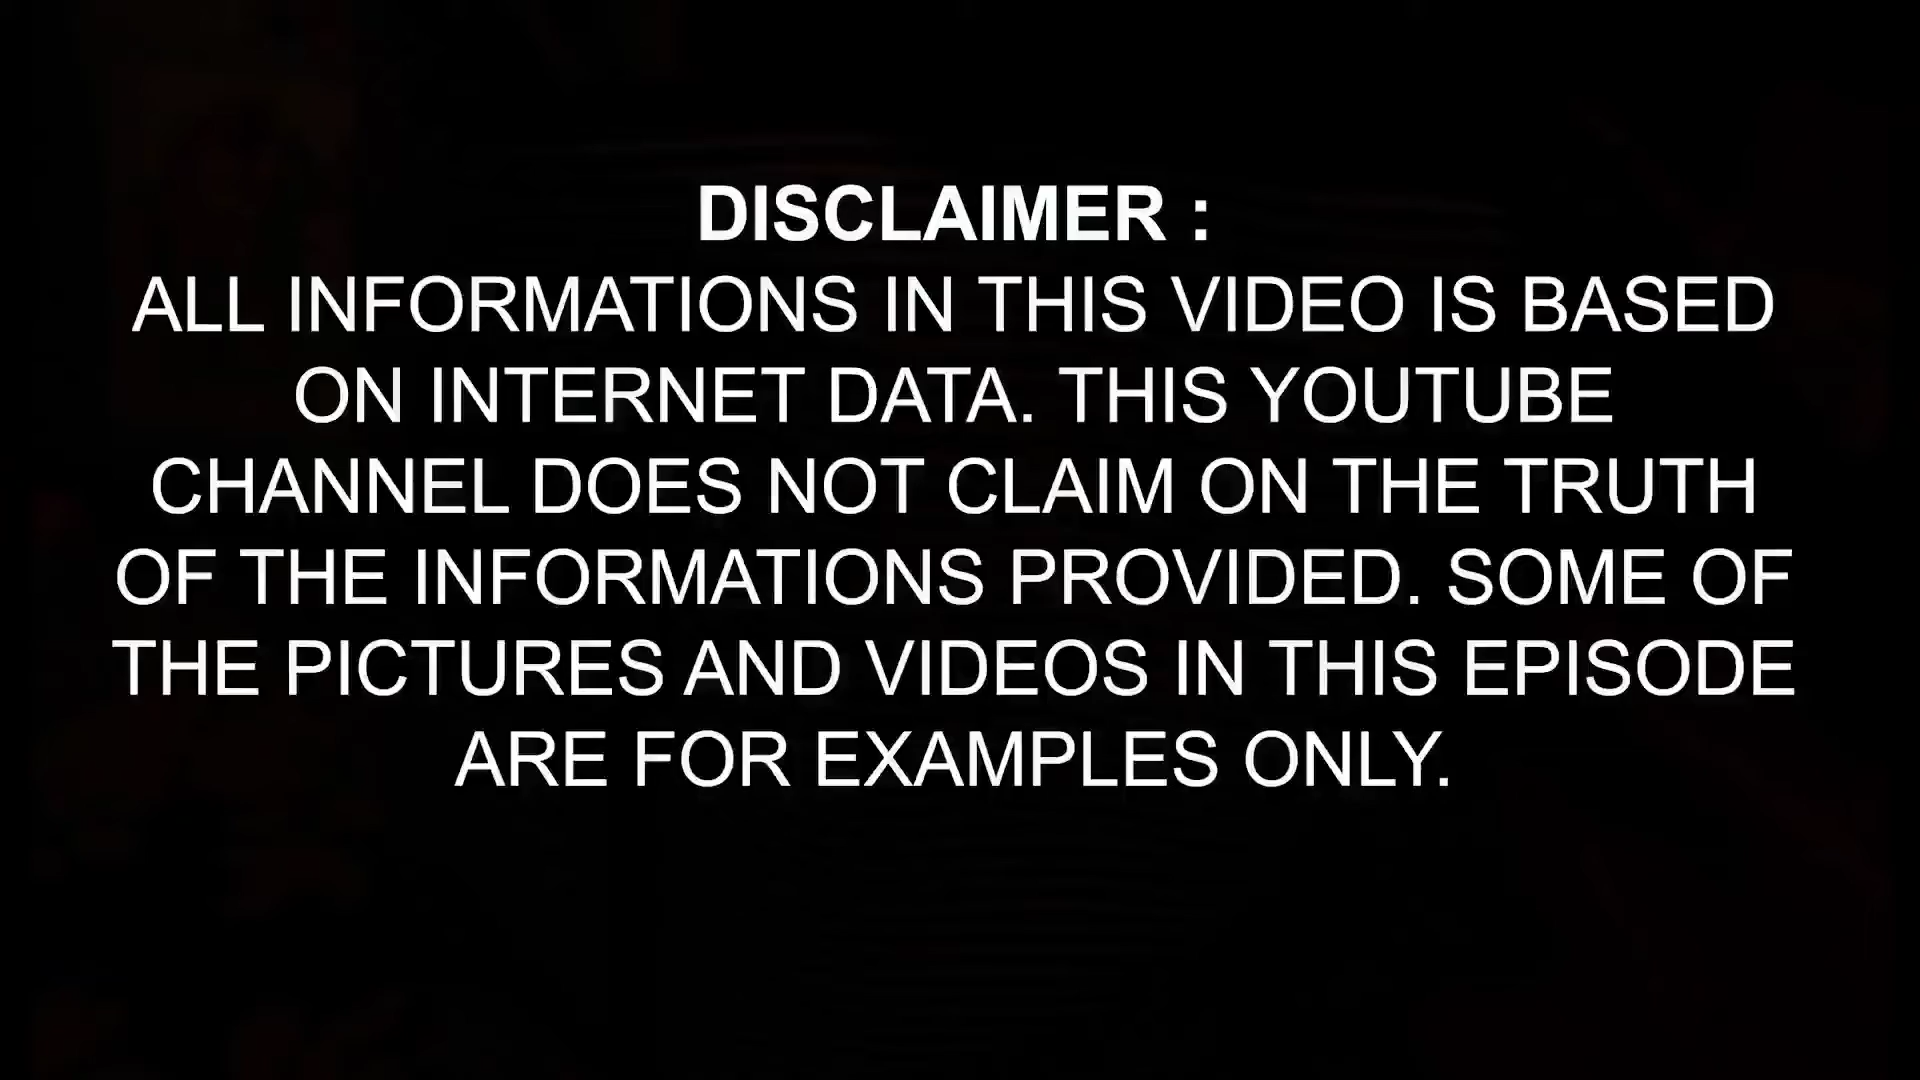 DISCLAIMER :
ALL INFORMATIONS IN THIS VIDEO IS BASED
ON INTERNET DATA. THIS YOUTUBE
CHANNEL DOES NOT CLAIM ON THE TRUTH
OF THE INFORMATIONS PROVIDED. SOME OF
THE PICTURES AND VIDEOS IN THIS EPISODE
ARE FOR EXAMPLES ONLY.